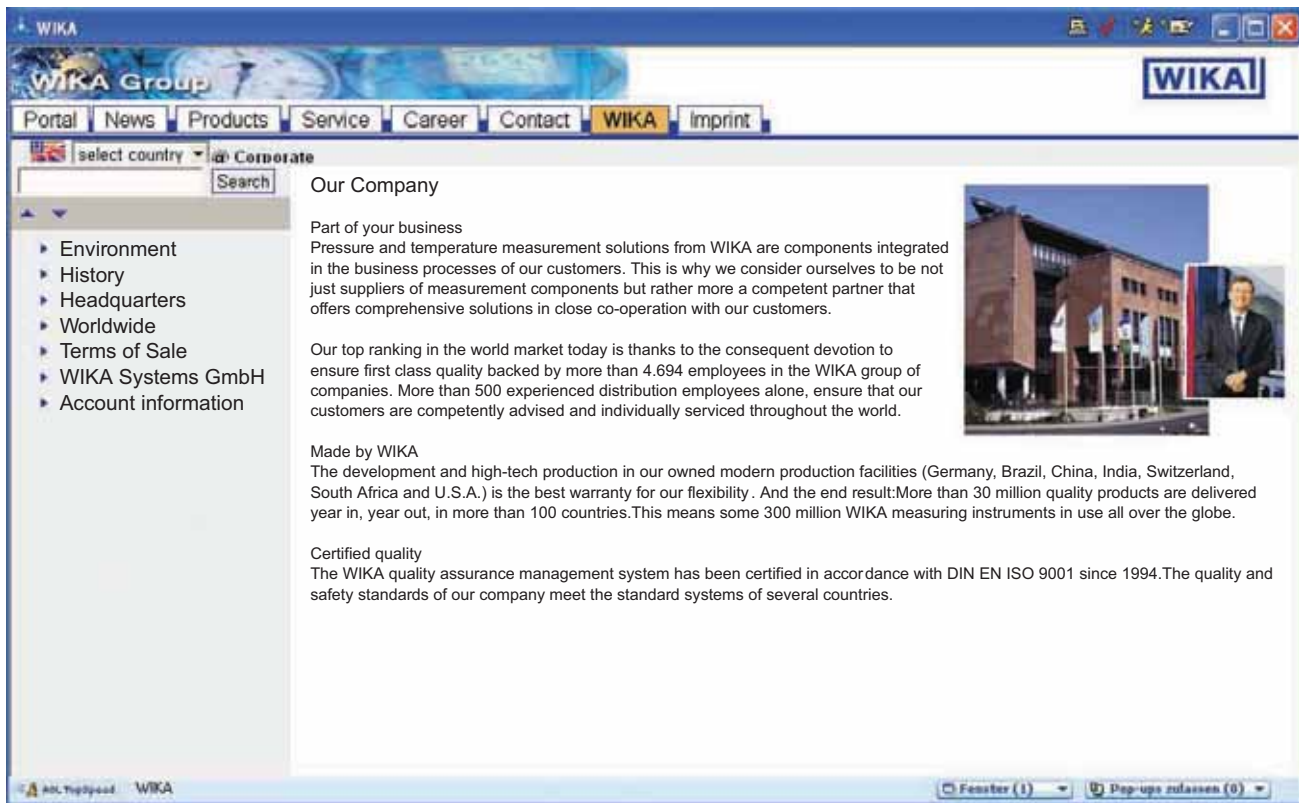 WIKA
WIKA Group
WIKA
Portal News Products Service Career Contact WIKA Imprint
select country @ Corporate
Search
Environment
History
Headquarters
Worldwide
Terms of Sale
WIKA Systems GmbH
Account information
Our Company
Part of your business
Pressure and temperature measurement solutions from WIKA are components integrated
in the business processes of our customers. This is why we consider ourselves to be not
just suppliers of measurement components but rather more a competent partner that
offers comprehensive solutions in close co-operation with our customers.
Our top ranking in the world market today is thanks to the consequent devotion to
ensure first class quality backed by more than 4.694 employees in the WIKA group of
companies. More than 500 experienced distribution employees alone, ensure that our
customers are competently advised and individually serviced throughout the world.
Made by WIKA
The development and high-tech production in our owned modern production facilities (Germany, Brazil, China, India, Switzerland,
South Africa and U.S.A.) is the best warranty for our flexibility. And the end result:More than 30 million quality products are delivered
year in, year out, in more than 100 countries.This means some 300 million WIKA measuring instruments in use all over the globe.
Certified quality
The WIKA quality assurance management system has been certified in accordance with DIN EN ISO 9001 since 1994.The quality and
safety standards of our company meet the standard systems of several countries.
AOL TopSpeed WIKA Fenster (1) Pop-ups zulassen (0)